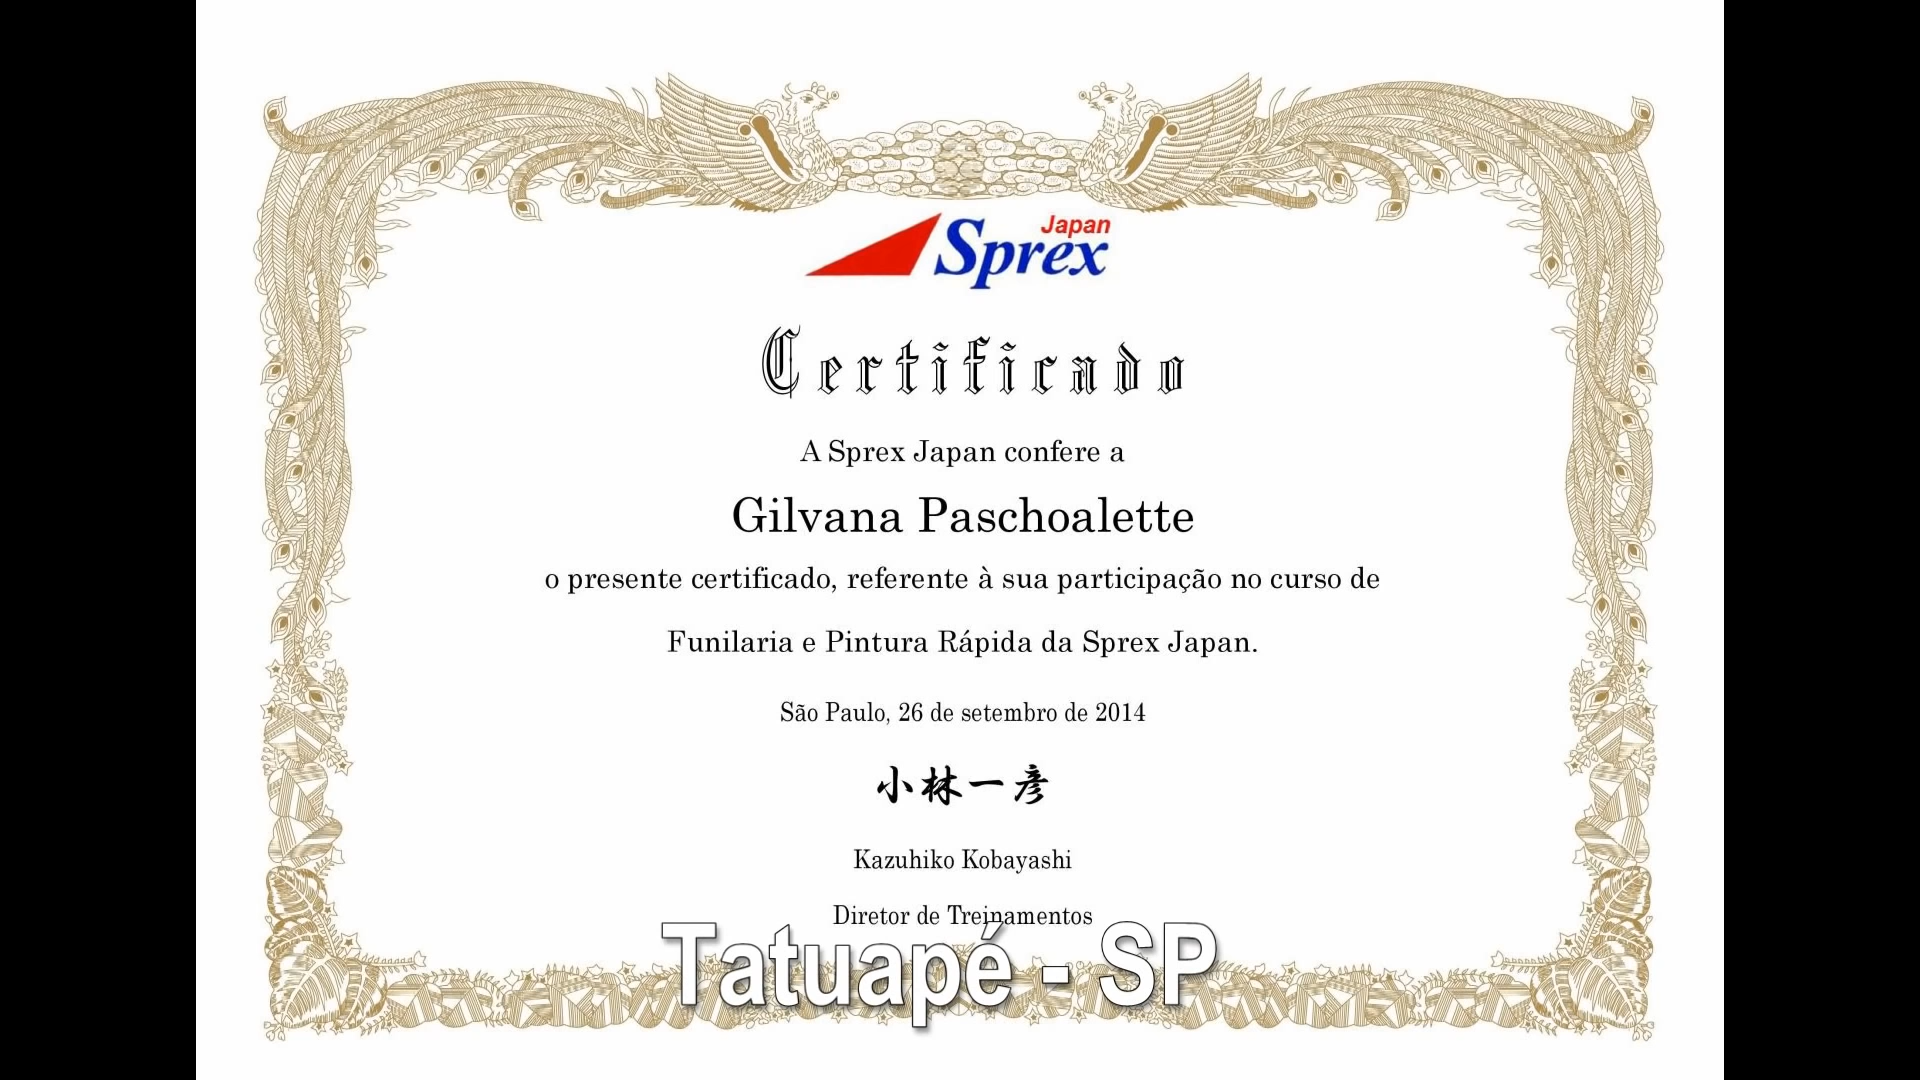 Japan
Sprex
Certificado
A Sprex Japan confere a
Gilvana Paschoalette
o presente certificado, referente à sua participação no curso de
Funilaria e Pintura Rápida da Sprex Japan.
São Paulo, 26 de setembro de 2014
小林一彦
Kazuhiko Kobayashi
Diretor de Treinamentos
Tatuapé - SP